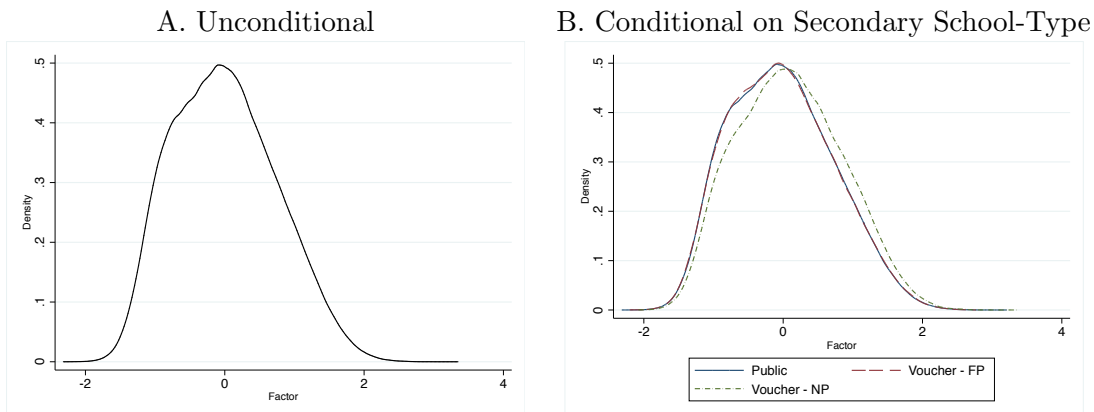 A. Unconditional
B. Conditional on Secondary School-Type
.5
.4
.3
.2
.1
0
Density
-2
0
2
4
Factor
.5
.4
.3
.2
.1
0
Density
-2
0
2
4
Factor
Public
Voucher - FP
Voucher - NP